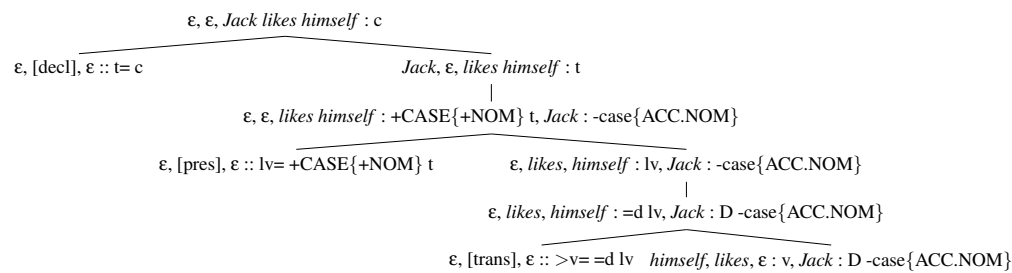 ε, ε, Jack likes himself : c
ε, [decl], ε :: t= c Jack, ε, likes himself : t
ε, ε, likes himself : +CASE{+NOM} t, Jack : -case{ACC.NOM}
ε, [pres], ε :: lv= +CASE{+NOM} t ε, likes, himself : lv, Jack : -case{ACC.NOM}
ε, likes, himself : =d lv, Jack : D -case{ACC.NOM}
ε, [trans], ε :: >v= =d lv himself, likes, ε : v, Jack : D -case{ACC.NOM}